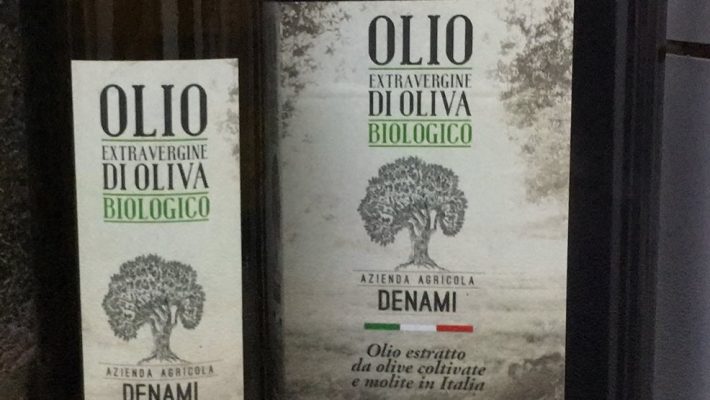 OLIO
EXTRAVERGINE
DI OLIVA
BIOLOGICO
AZIENDA AGRICOLA
DENAMI
OLIO
EXTRAVERGINE
DI OLIVA
BIOLOGICO
AZIENDA AGRICOLA
DENAMI
Olio estratto
da olive coltivate
e molite in Italia